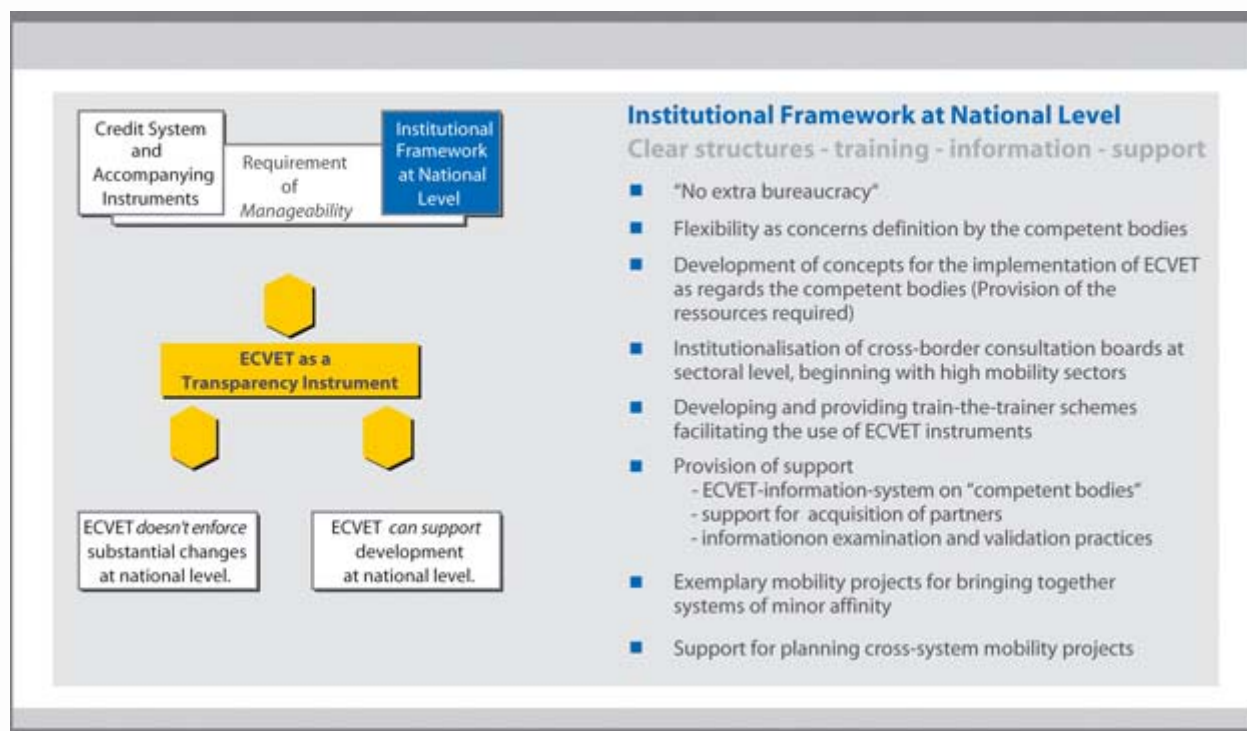 Credit System
and
Accompanying
Instruments
Requirement
of
Manageability
Institutional
Framework
at National
Level
ECVET as a
Transparency Instrument
ECVET doesn't enforce
substantial changes
at national level.
ECVET can support
development
at national level.
Institutional Framework at National Level
Clear structures - training - information - support
■ "No extra bureaucracy"
■ Flexibility as concerns definition by the competent bodies
■ Development of concepts for the implementation of ECVET
as regards the competent bodies (Provision of the
ressources required)
■ Institutionalisation of cross-border consultation boards at
sectoral level, beginning with high mobility sectors
■ Developing and providing train-the-trainer schemes
facilitating the use of ECVET instruments
■ Provision of support
- ECVET-information-system on "competent bodies"
- support for acquisition of partners
- informationon examination and validation practices
■ Exemplary mobility projects for bringing together
systems of minor affinity
■ Support for planning cross-system mobility projects